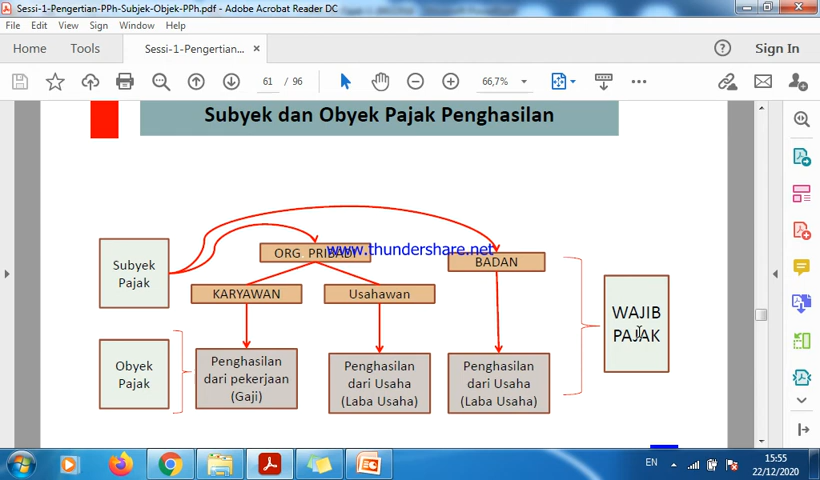 Sessi-1-Pengertian-PPh-Subjek-Objek-PPh.pdf - Adobe Acrobat Reader DC
File Edit View Sign Window Help
Home Tools Sessi-1-Pengertian... × Sign In
61 / 96 66,7%
Subyek dan Obyek Pajak Penghasilan
www.thundershare.net
ORG PRIBADI
BADAN
Subyek
Pajak
KARYAWAN
Usahawan
WAJIB
PAJAK
Obyek
Pajak
Penghasilan
dari pekerjaan
(Gaji)
Penghasilan
dari Usaha
(Laba Usaha)
Penghasilan
dari Usaha
(Laba Usaha)
EN
15:55
22/12/2020